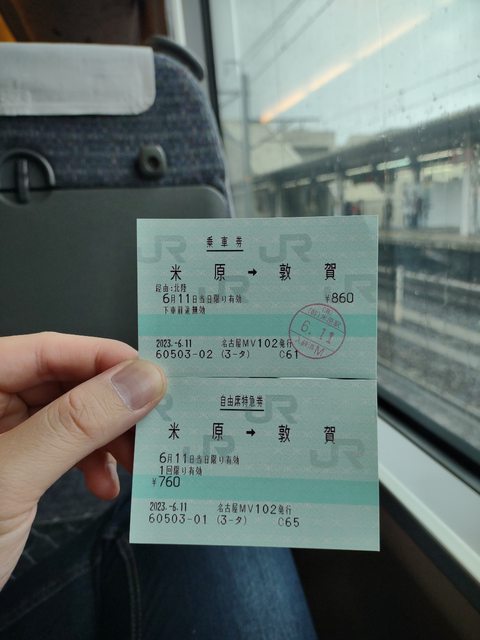 乗車券
米原 → 敦賀
経由:北陸
6月11日当日限り有効 ¥860
下車前途無効
2023.-6.11 名古屋MV102発行
60503-02 (3-タ) C61
6.11
自由席特急券
米原 → 敦賀
6月11日当日限り有効
1回限り有効
¥760
2023.-6.11 名古屋MV102発行
60503-01 (3-タ) C65